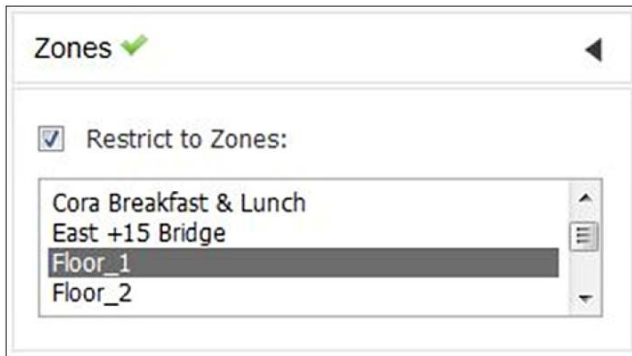 Zones
Restrict to Zones:
Cora Breakfast & Lunch
East +15 Bridge
Floor_1
Floor_2